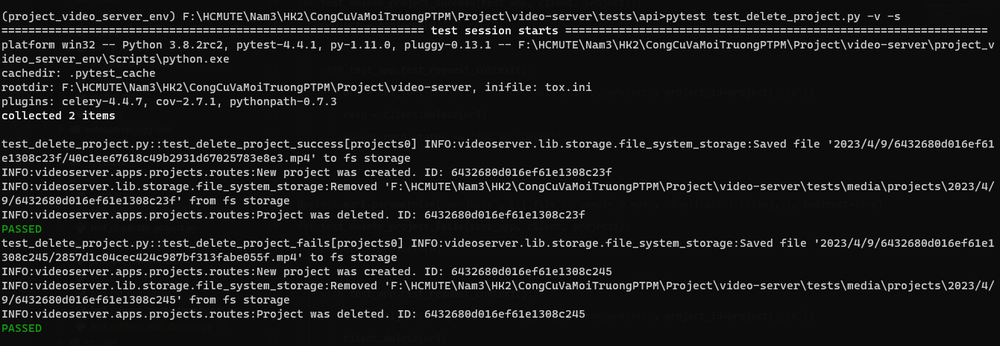 (project_video_server_env) F:\HCMUTE\Nam3\HK2\CongCuVaMoiTruongPTPM\Project\video-server\tests\api>pytest test_delete_project.py -v -s
================================================================= test session starts =================================================================
platform win32 -- Python 3.8.2rc2, pytest-4.4.1, py-1.11.0, pluggy-0.13.1 -- F:\HCMUTE\Nam3\HK2\CongCuVaMoiTruongPTPM\Project\video-server\project_v
ideo_server_env\Scripts\python.exe
cachedir: .pytest_cache
rootdir: F:\HCMUTE\Nam3\HK2\CongCuVaMoiTruongPTPM\Project\video-server, inifile: tox.ini
plugins: celery-4.4.7, cov-2.7.1, pythonpath-0.7.3
collected 2 items
test_delete_project.py::test_delete_project_success[projects0] INFO:videoserver.lib.storage.file_system_storage:Saved file '2023/4/9/6432680d016ef61
e1308c23f/40c1ee67618c49b2931d67025783e8e3.mp4' to fs storage
INFO:videoserver.apps.projects.routes:New project was created. ID: 6432680d016ef61e1308c23f
INFO:videoserver.lib.storage.file_system_storage:Removed 'F:\HCMUTE\Nam3\HK2\CongCuVaMoiTruongPTPM\Project\video-server\tests\media\projects\2023/4/
9/6432680d016ef61e1308c23f' from fs storage
INFO:videoserver.apps.projects.routes:Project was deleted. ID: 6432680d016ef61e1308c23f
PASSED
test_delete_project.py::test_delete_project_fails[projects0] INFO:videoserver.lib.storage.file_system_storage:Saved file '2023/4/9/6432680d016ef61e1
308c245/2857d1c04cec424c987bf313fabe055f.mp4' to fs storage
INFO:videoserver.apps.projects.routes:New project was created. ID: 6432680d016ef61e1308c245
INFO:videoserver.lib.storage.file_system_storage:Removed 'F:\HCMUTE\Nam3\HK2\CongCuVaMoiTruongPTPM\Project\video-server\tests\media\projects\2023/4/
9/6432680d016ef61e1308c245' from fs storage
INFO:videoserver.apps.projects.routes:Project was deleted. ID: 6432680d016ef61e1308c245
PASSED